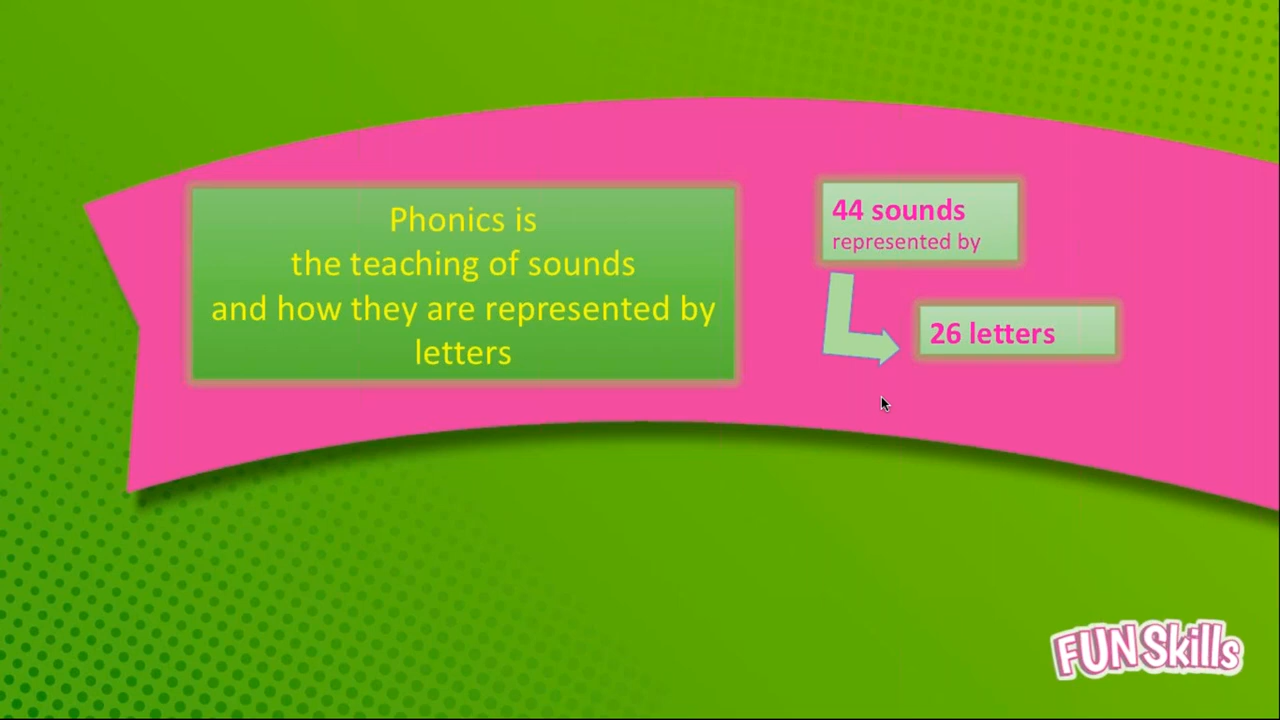 Phonics is
the teaching of sounds
and how they are represented by
letters
44 sounds
represented by
26 letters
FUN Skills